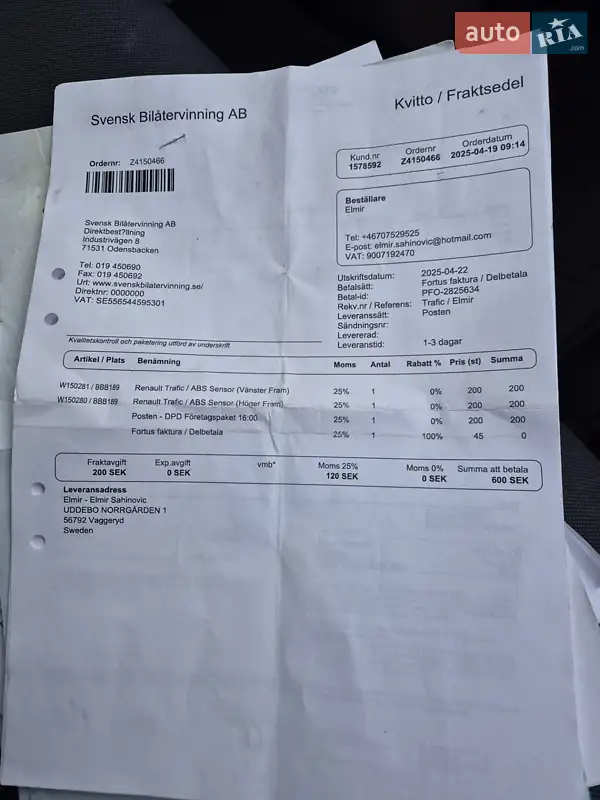 auto RIA .com
Svensk Bilåtervinning AB
Kvitto / Fraktsedel
Ordernr: Z4150466
Kund.nr Ordernr Orderdatum
1578592 Z4150466 2025-04-19 09:14
Beställare
Elmir
Tel: +46707529525
E-post: elmir.sahinovic@hotmail.com
VAT: 9007192470
Svensk Bilåtervinning AB
Direktbest?llning
Industrivägen 8
71531 Odensbacken
Tel: 019 450690
Fax: 019 450692
Url: www.svenskbilatervinning.se/
Direktnr: 0000000
VAT: SE556544595301
Utskriftsdatum: 2025-04-22
Betalsätt: Fortus faktura / Delbetala
Betal-id: PFO-2825634
Rekv.nr / Referens: Trafic / Elmir
Leveranssätt: Posten
Sändningsnr:
Levererad:
Leveranstid: 1-3 dagar
Kvalitetskontroll och paketering utförd av underskrift
Artikel / Plats Benämning Moms Antal Rabatt % Pris (st) Summa
W150281 / BBB189 Renault Trafic / ABS Sensor (Vänster Fram) 25% 1 0% 200 200
W150280 / BBB189 Renault Trafic / ABS Sensor (Höger Fram) 25% 1 0% 200 200
Posten - DPD Företagspaket 16:00 25% 1 0% 200 200
Fortus faktura / Delbetala 25% 1 100% 45 0
Fraktavgift Exp.avgift vmb* Moms 25% Moms 0% Summa att betala
200 SEK 0 SEK 120 SEK 0 SEK 600 SEK
Leveransadress
Elmir - Elmir Sahinovic
UDDEBO NORRGÅRDEN 1
56792 Vaggeryd
Sweden